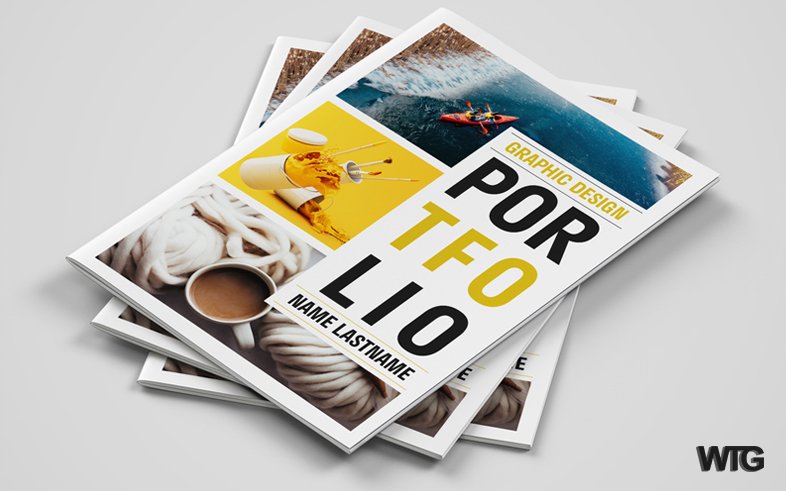 GRAPHIC DESIGN
POR
TFO
LIO
NAME LASTNAME
E
E
WTG